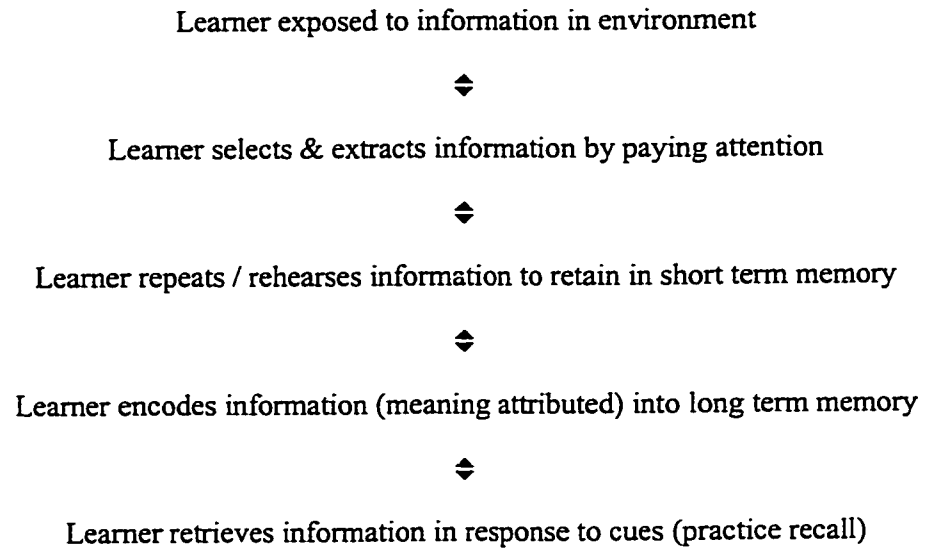 Learner exposed to information in environment
Learner selects & extracts information by paying attention
Learner repeats / rehearses information to retain in short term memory
Learner encodes information (meaning attributed) into long term memory
Learner retrieves information in response to cues (practice recall)